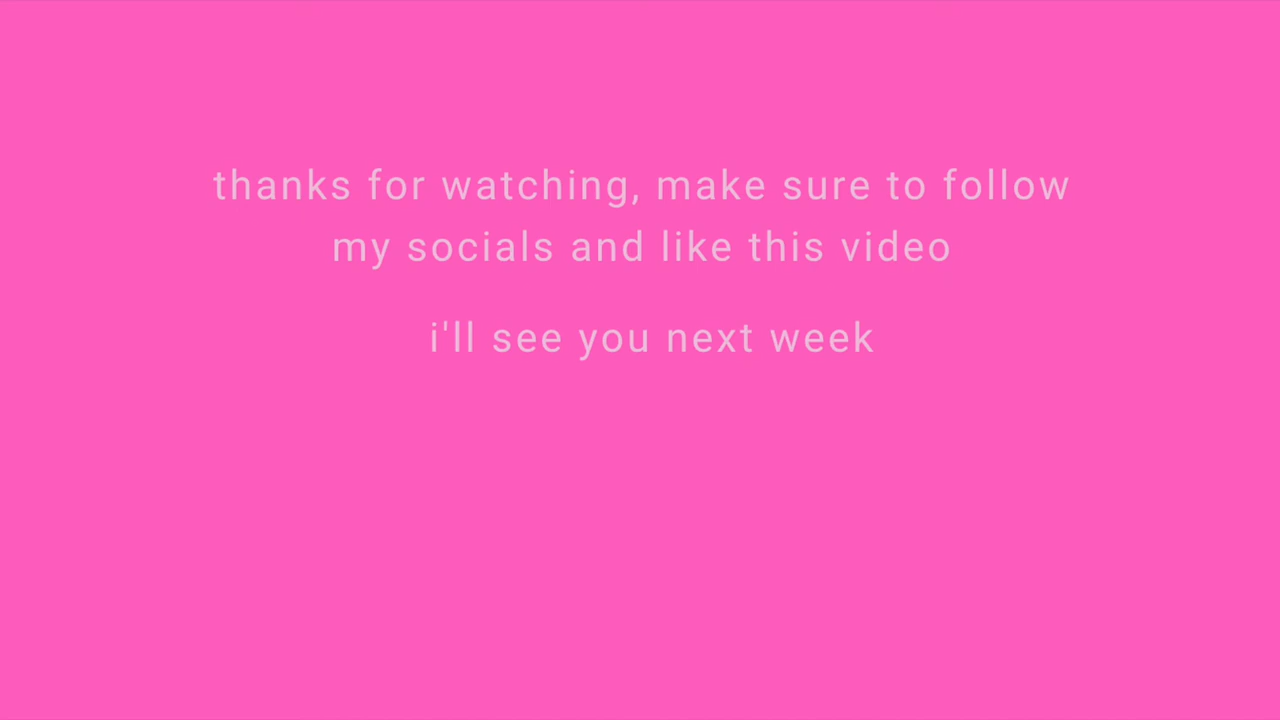 thanks for watching, make sure to follow
my socials and like this video
i'll see you next week